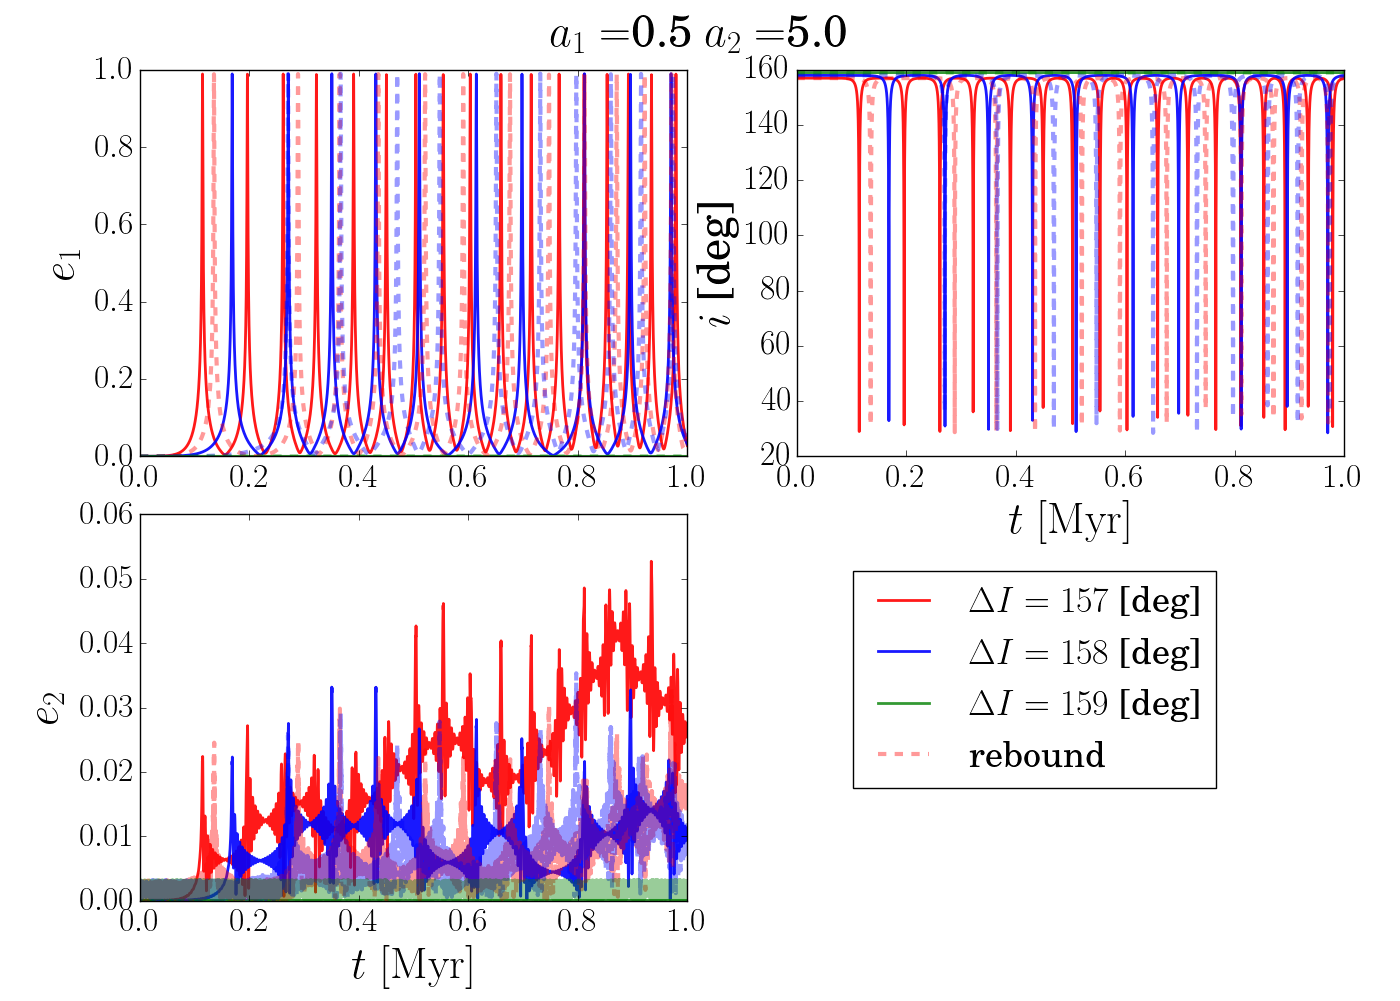 a₁ =0.5 a₂ =5.0
1.0
0.8
0.6
0.4
0.2
0.0
e₁
0.0 0.2 0.4 0.6 0.8 1.0
160
140
120
100
80
60
40
20
i [deg]
0.0 0.2 0.4 0.6 0.8 1.0
t [Myr]
0.06
0.05
0.04
0.03
0.02
0.01
0.00
e₂
0.0 0.2 0.4 0.6 0.8 1.0
t [Myr]
ΔI = 157 [deg]
ΔI = 158 [deg]
ΔI = 159 [deg]
rebound